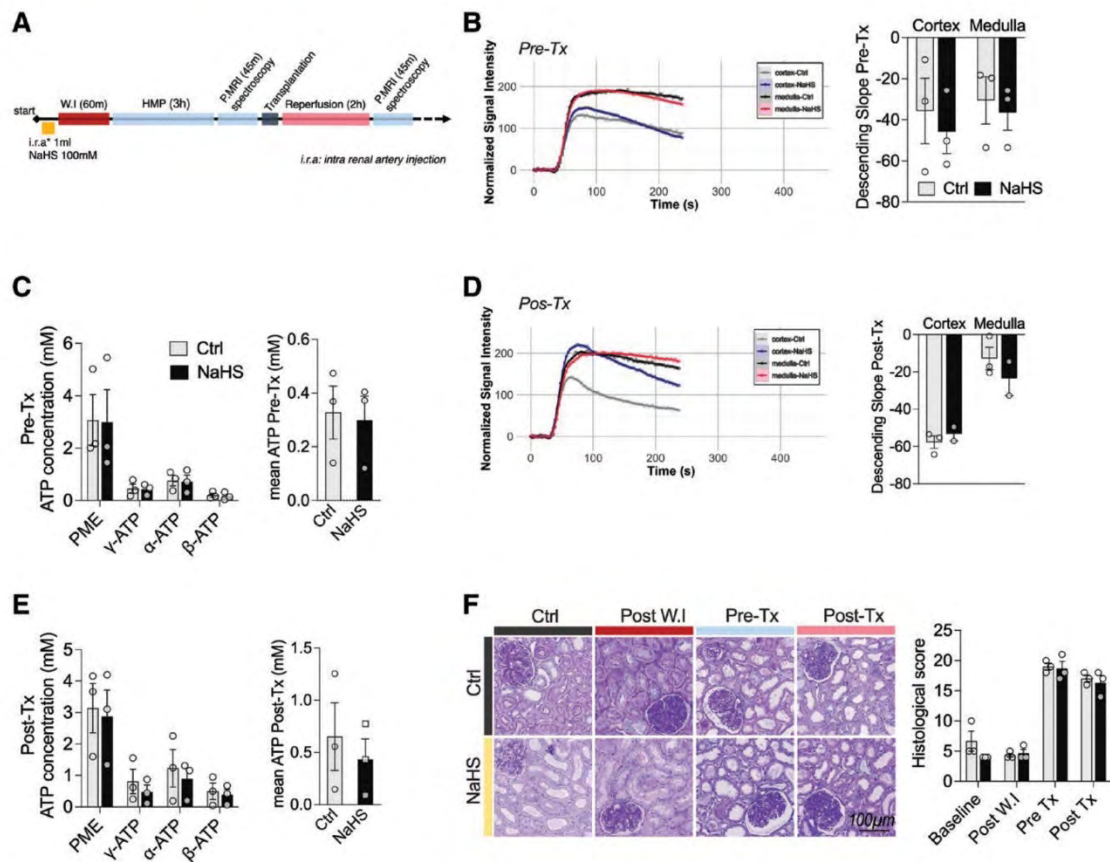 A
start
W.I (60m)
HMP (3h)
P.MRI (45m)
spectroscopy
Transplantation
Reperfusion (2h)
P.MRI (45m)
spectroscopy
i.r.a* 1ml
NaHS 100mM
i.r.a: intra renal artery injection
B
Pre-Tx
Normalized Signal Intensity
200
100
0
0
100
200
300
400
Time (s)
cortex-Ctrl
cortex-NaHS
medulla-Ctrl
medulla-NaHS
Cortex Medulla
Descending Slope Pre-Tx
0
-20
-40
-60
-80
Ctrl
NaHS
C
Pre-Tx
ATP concentration (mM)
6
4
2
0
PME
γ-ATP
α-ATP
β-ATP
Ctrl
NaHS
mean ATP Pre-Tx (mM)
0.6
0.4
0.2
0.0
Ctrl
NaHS
D
Pos-Tx
Normalized Signal Intensity
200
100
0
0
100
200
300
400
Time (s)
cortex-Ctrl
cortex-NaHS
medulla-Ctrl
medulla-NaHS
Cortex Medulla
Descending Slope Post-Tx
0
-20
-40
-60
-80
E
Post-Tx
ATP concentration (mM)
5
4
3
2
1
0
PME
γ-ATP
α-ATP
β-ATP
mean ATP Post-Tx (mM)
1.5
1.0
0.5
0.0
Ctrl
NaHS
F
Ctrl
Post W.I
Pre-Tx
Post-Tx
Ctrl
NaHS
100μm
Histological score
25
20
15
10
5
0
Baseline
Post W.I
Pre Tx
Post Tx